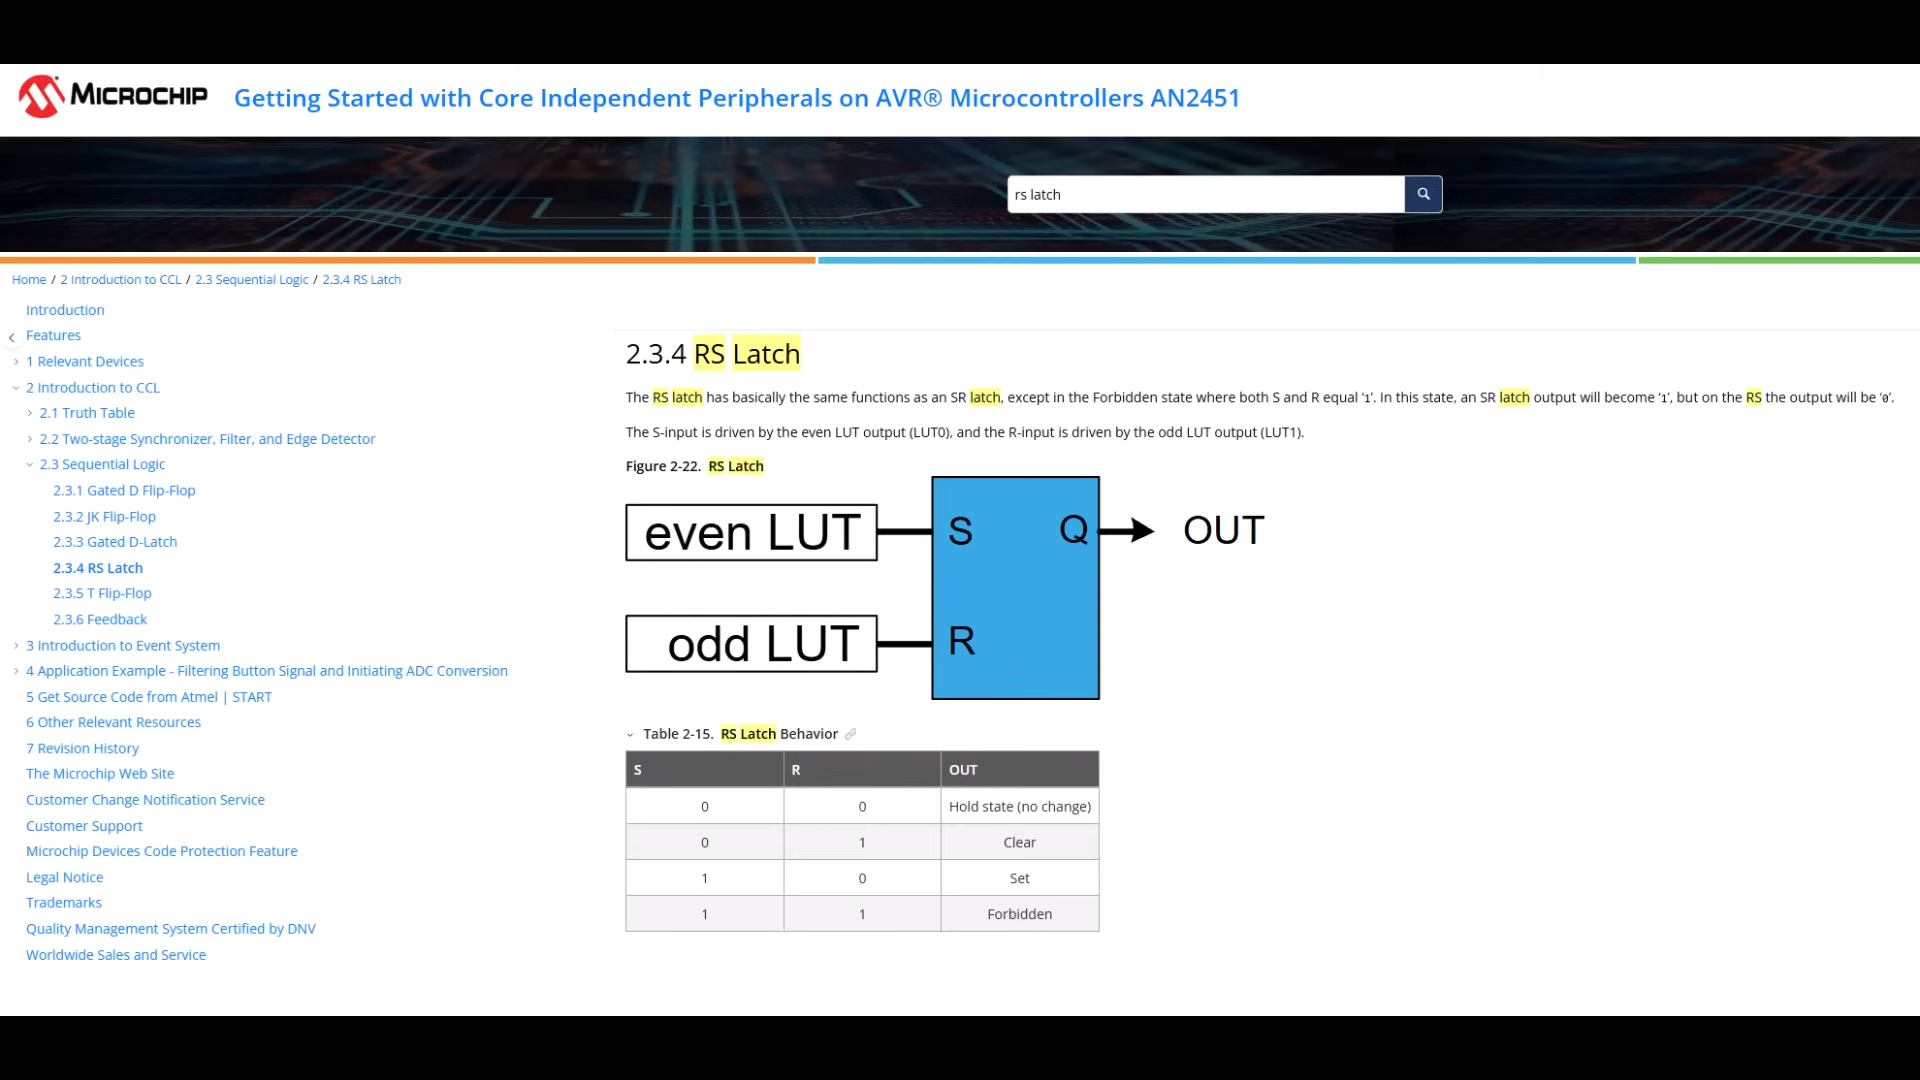 MICROCHIP
Getting Started with Core Independent Peripherals on AVR® Microcontrollers AN2451
rs latch
Home / 2 Introduction to CCL / 2.3 Sequential Logic / 2.3.4 RS Latch
Introduction
Features
1 Relevant Devices
2 Introduction to CCL
2.1 Truth Table
2.2 Two-stage Synchronizer, Filter, and Edge Detector
2.3 Sequential Logic
2.3.1 Gated D Flip-Flop
2.3.2 JK Flip-Flop
2.3.3 Gated D-Latch
2.3.4 RS Latch
2.3.5 T Flip-Flop
2.3.6 Feedback
3 Introduction to Event System
4 Application Example - Filtering Button Signal and Initiating ADC Conversion
5 Get Source Code from Atmel | START
6 Other Relevant Resources
7 Revision History
The Microchip Web Site
Customer Change Notification Service
Customer Support
Microchip Devices Code Protection Feature
Legal Notice
Trademarks
Quality Management System Certified by DNV
Worldwide Sales and Service
2.3.4 RS Latch
The RS latch has basically the same functions as an SR latch, except in the Forbidden state where both S and R equal '1'. In this state, an SR latch output will become '1', but on the RS the output will be '0'.
The S-input is driven by the even LUT output (LUT0), and the R-input is driven by the odd LUT output (LUT1).
Figure 2-22. RS Latch
even LUT S Q OUT
odd LUT R
Table 2-15. RS Latch Behavior
S R OUT
0 0 Hold state (no change)
0 1 Clear
1 0 Set
1 1 Forbidden